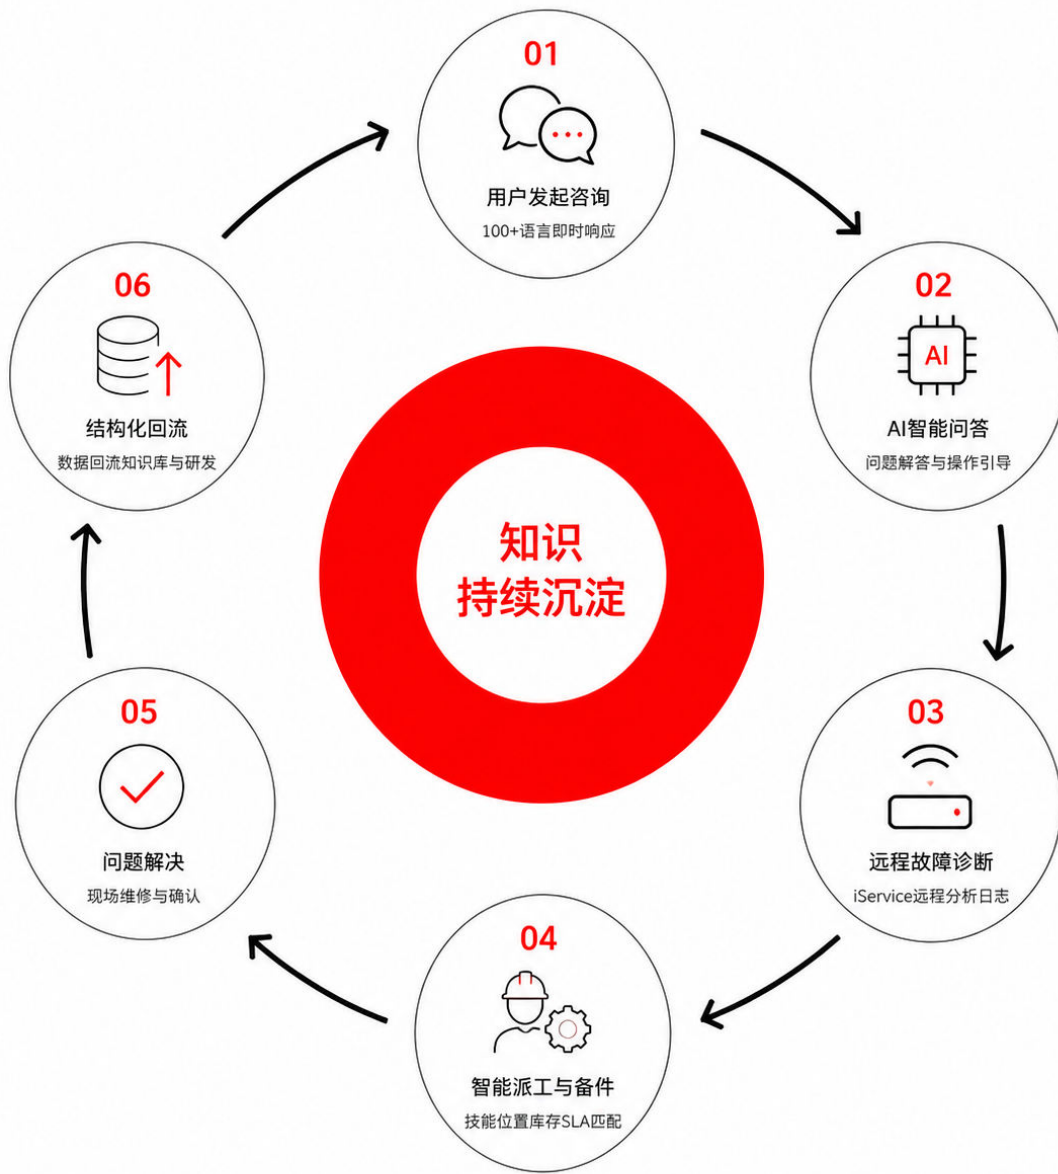 01
用户发起咨询
100+语言即时响应
02
AI
AI智能问答
问题解答与操作引导
03
远程故障诊断
iService远程分析日志
04
智能派工与备件
技能位置库存SLA匹配
05
问题解决
现场维修与确认
06
结构化回流
数据回流知识库与研发
知识
持续沉淀